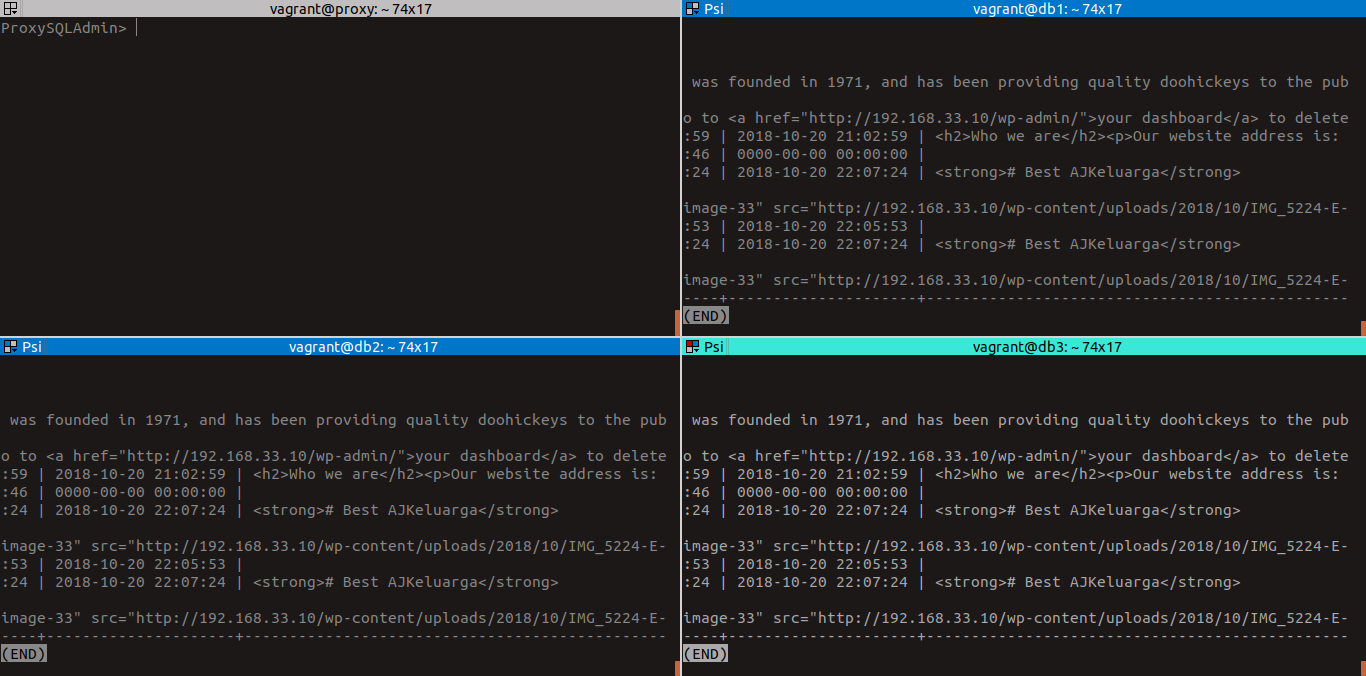 vagrant@proxy: ~ 74x17
ProxySQLAdmin>
Psi vagrant@db1: ~ 74x17
was founded in 1971, and has been providing quality doohickeys to the pub
o to <a href="http://192.168.33.10/wp-admin/">your dashboard</a> to delete
:59 | 2018-10-20 21:02:59 | <h2>Who we are</h2><p>Our website address is:
:46 | 0000-00-00 00:00:00 |
:24 | 2018-10-20 22:07:24 | <strong># Best AJKeluarga</strong>
image-33" src="http://192.168.33.10/wp-content/uploads/2018/10/IMG_5224-E-
:53 | 2018-10-20 22:05:53 |
:24 | 2018-10-20 22:07:24 | <strong># Best AJKeluarga</strong>
image-33" src="http://192.168.33.10/wp-content/uploads/2018/10/IMG_5224-E-
----+---------------------+-----------------------------------------------
(END)
Psi vagrant@db2: ~ 74x17
was founded in 1971, and has been providing quality doohickeys to the pub
o to <a href="http://192.168.33.10/wp-admin/">your dashboard</a> to delete
:59 | 2018-10-20 21:02:59 | <h2>Who we are</h2><p>Our website address is:
:46 | 0000-00-00 00:00:00 |
:24 | 2018-10-20 22:07:24 | <strong># Best AJKeluarga</strong>
image-33" src="http://192.168.33.10/wp-content/uploads/2018/10/IMG_5224-E-
:53 | 2018-10-20 22:05:53 |
:24 | 2018-10-20 22:07:24 | <strong># Best AJKeluarga</strong>
image-33" src="http://192.168.33.10/wp-content/uploads/2018/10/IMG_5224-E-
----+---------------------+-----------------------------------------------
(END)
Psi vagrant@db3: ~ 74x17
was founded in 1971, and has been providing quality doohickeys to the pub
o to <a href="http://192.168.33.10/wp-admin/">your dashboard</a> to delete
:59 | 2018-10-20 21:02:59 | <h2>Who we are</h2><p>Our website address is:
:46 | 0000-00-00 00:00:00 |
:24 | 2018-10-20 22:07:24 | <strong># Best AJKeluarga</strong>
image-33" src="http://192.168.33.10/wp-content/uploads/2018/10/IMG_5224-E-
:53 | 2018-10-20 22:05:53 |
:24 | 2018-10-20 22:07:24 | <strong># Best AJKeluarga</strong>
image-33" src="http://192.168.33.10/wp-content/uploads/2018/10/IMG_5224-E-
----+---------------------+-----------------------------------------------
(END)